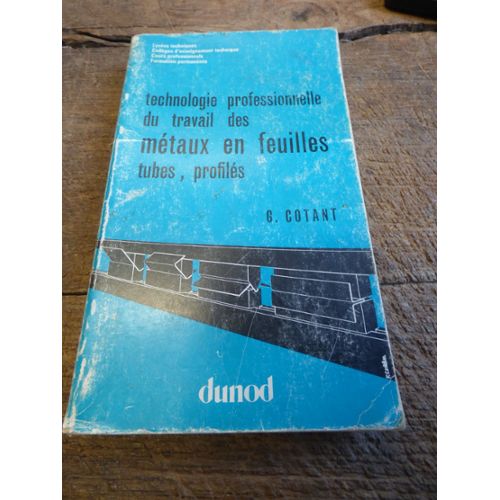 Lycées techniques
Collèges d'enseignement technique
Cours professionnels
Formation permanente
technologie professionnelle
du travail des
métaux en feuilles
tubes, profilés
G. COTANT
dunod